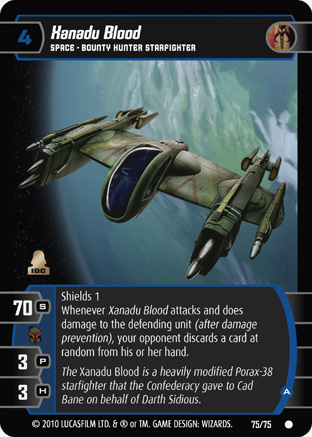 4
Xanadu Blood
SPACE - BOUNTY HUNTER STARFIGHTER
IDC
70 S
3 P
3 H
Shields 1
Whenever Xanadu Blood attacks and does
damage to the defending unit (after damage
prevention), your opponent discards a card at
random from his or her hand.
The Xanadu Blood is a heavily modified Porax-38
starfighter that the Confederacy gave to Cad
Bane on behalf of Darth Sidious.
A
© 2010 LUCASFILM LTD. & ® or TM. GAME DESIGN: WIZARDS.
75/75